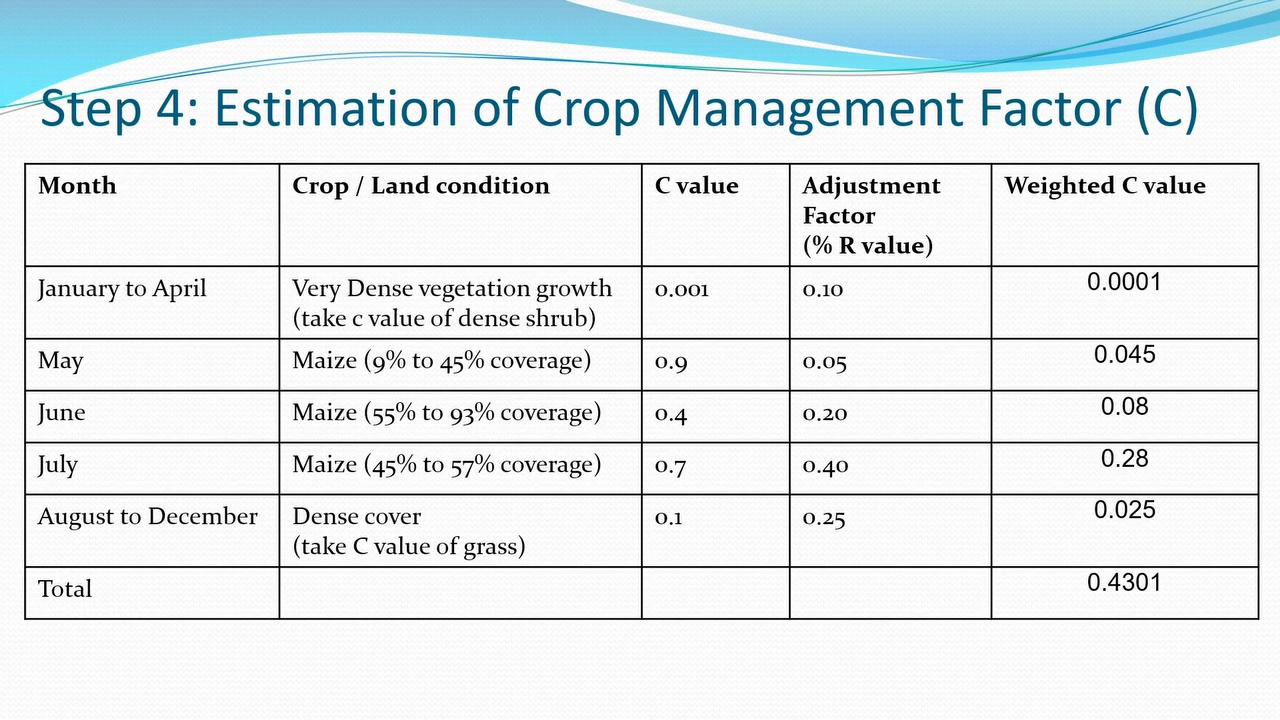 Step 4: Estimation of Crop Management Factor (C)
Month
Crop / Land condition
C value
Adjustment
Factor
(% R value)
Weighted C value
January to April
Very Dense vegetation growth
(take c value of dense shrub)
0.001
0.10
0.0001
May
Maize (9% to 45% coverage)
0.9
0.05
0.045
June
Maize (55% to 93% coverage)
0.4
0.20
0.08
July
Maize (45% to 57% coverage)
0.7
0.40
0.28
August to December
Dense cover
(take C value of grass)
0.1
0.25
0.025
Total
0.4301